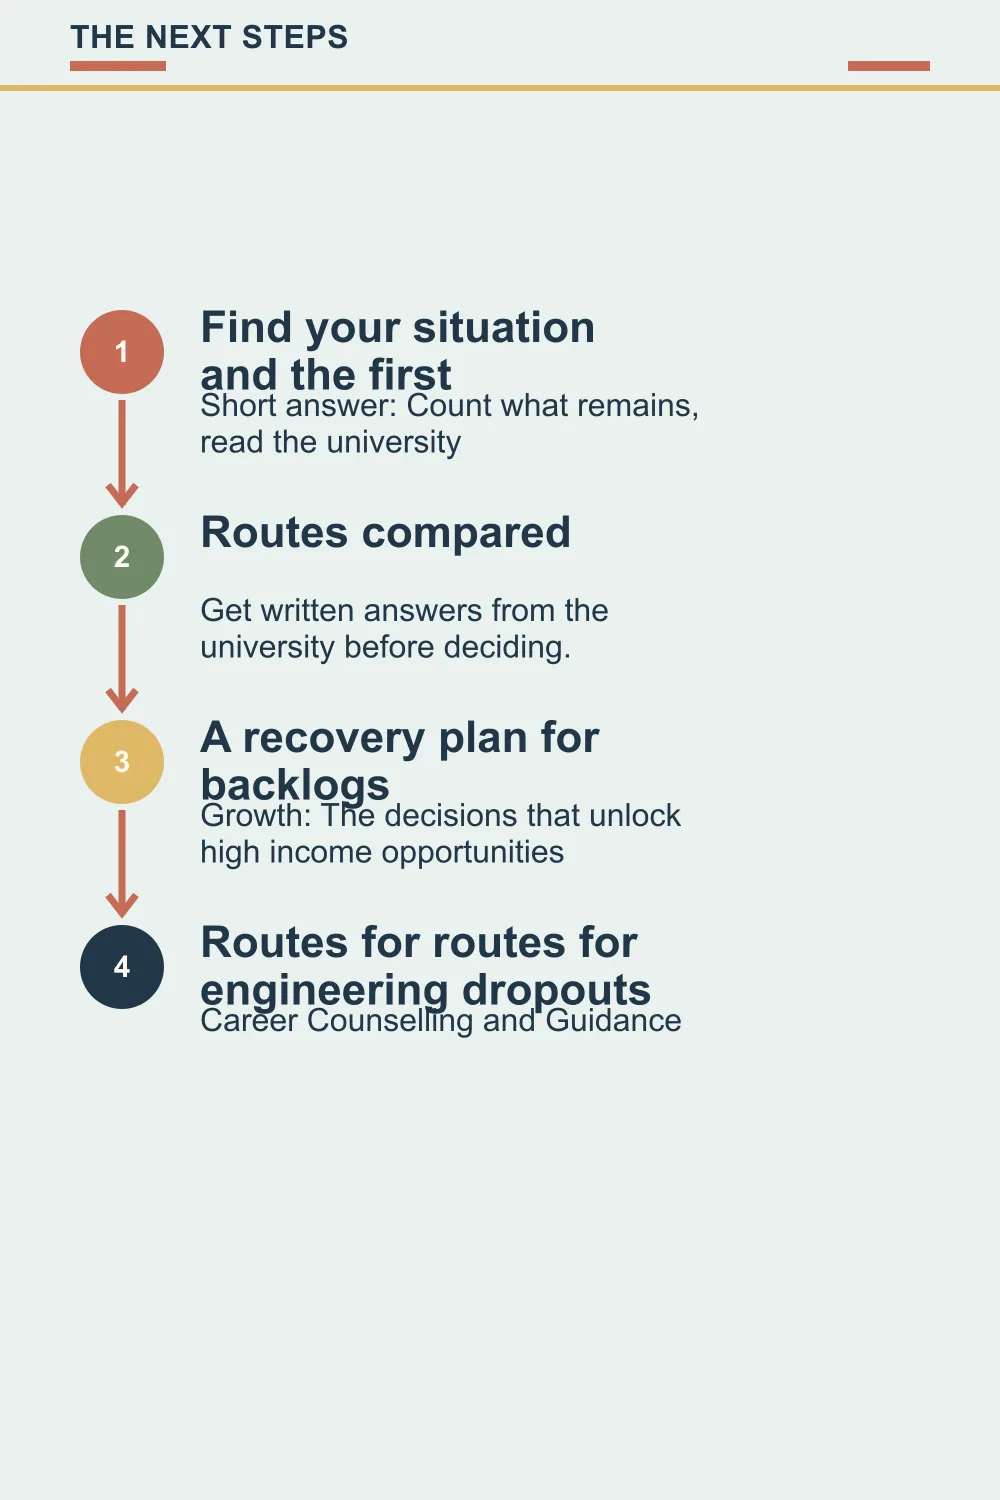 THE NEXT STEPS
1
Find your situation
and the first
Short answer: Count what remains,
read the university
2
Routes compared
Get written answers from the
university before deciding.
3
A recovery plan for
backlogs
Growth: The decisions that unlock
high income opportunities
4
Routes for routes for
engineering dropouts
Career Counselling and Guidance